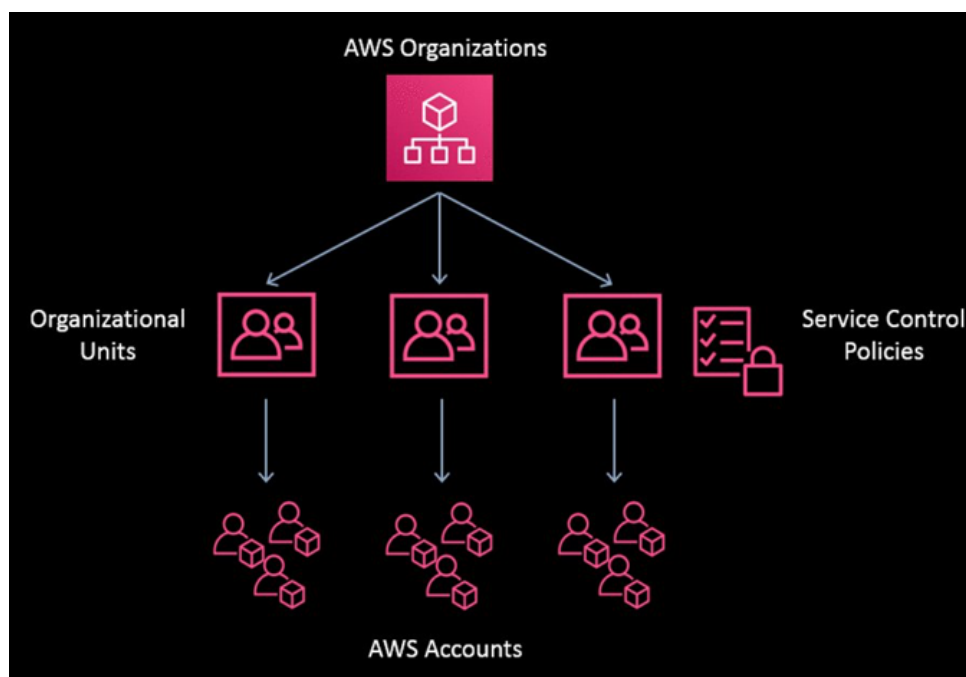 AWS Organizations
Organizational
Units
Service Control
Policies
AWS Accounts